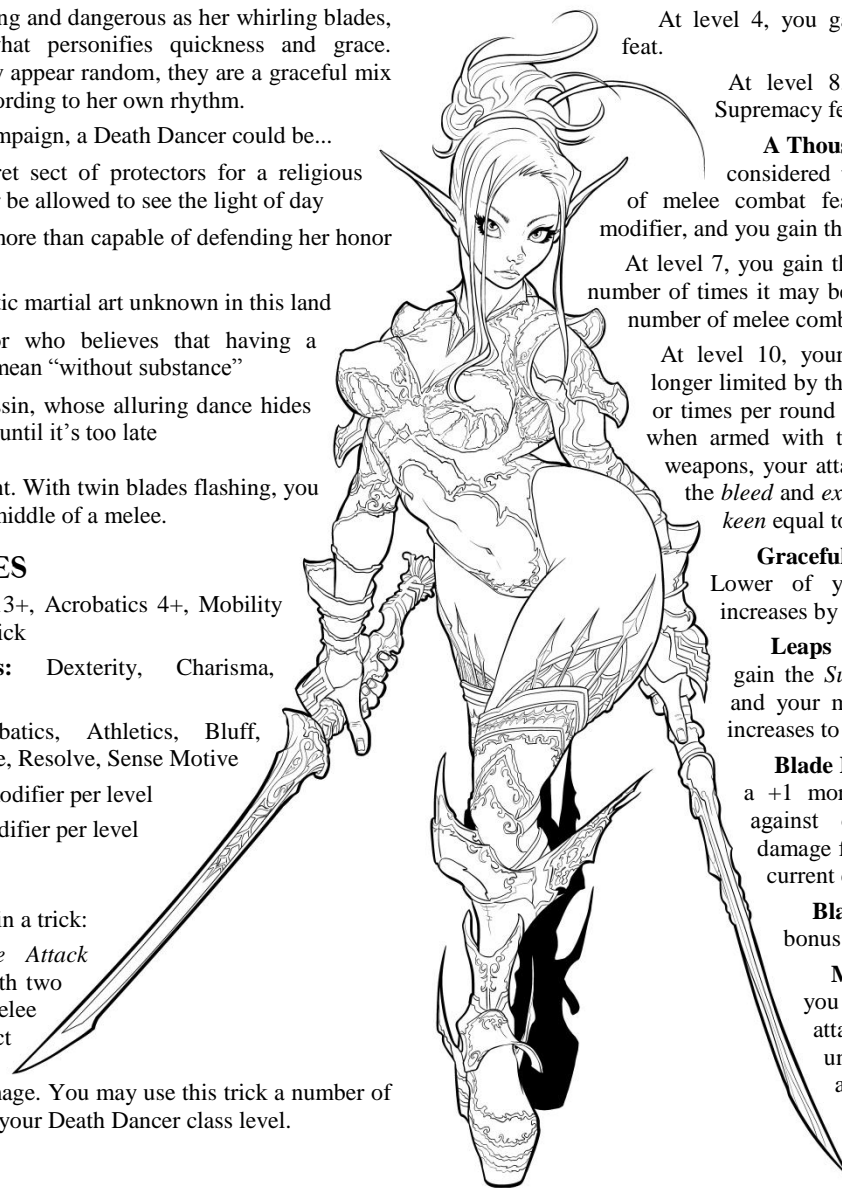 ng and dangerous as her whirling blades,
what personifies quickness and grace.
appear random, they are a graceful mix
ording to her own rhythm.
mpaign, a Death Dancer could be...
ret sect of protectors for a religious
be allowed to see the light of day
more than capable of defending her honor
tic martial art unknown in this land
or who believes that having a
mean “without substance”
ssin, whose alluring dance hides
until it’s too late
nt. With twin blades flashing, you
middle of a melee.
ES
13+, Acrobatics 4+, Mobility
ick
s: Dexterity, Charisma,
batics, Athletics, Bluff,
e, Resolve, Sense Motive
odifier per level
difier per level
in a trick:
e Attack
th two
elee
ct
mage. You may use this trick a number of
your Death Dancer class level.
At level 4, you ga
feat.
At level 8
Supremacy fe
A Thous
considered
of melee combat fea
modifier, and you gain th
At level 7, you gain th
number of times it may be
number of melee comb
At level 10, your
longer limited by th
or times per round
when armed with t
weapons, your atta
the bleed and ex
keen equal to
Graceful
Lower of y
increases by
Leaps
gain the Su
and your m
increases to
Blade
a +1 mor
against
damage f
current
Bla
bonus
M
you
atta
un
a